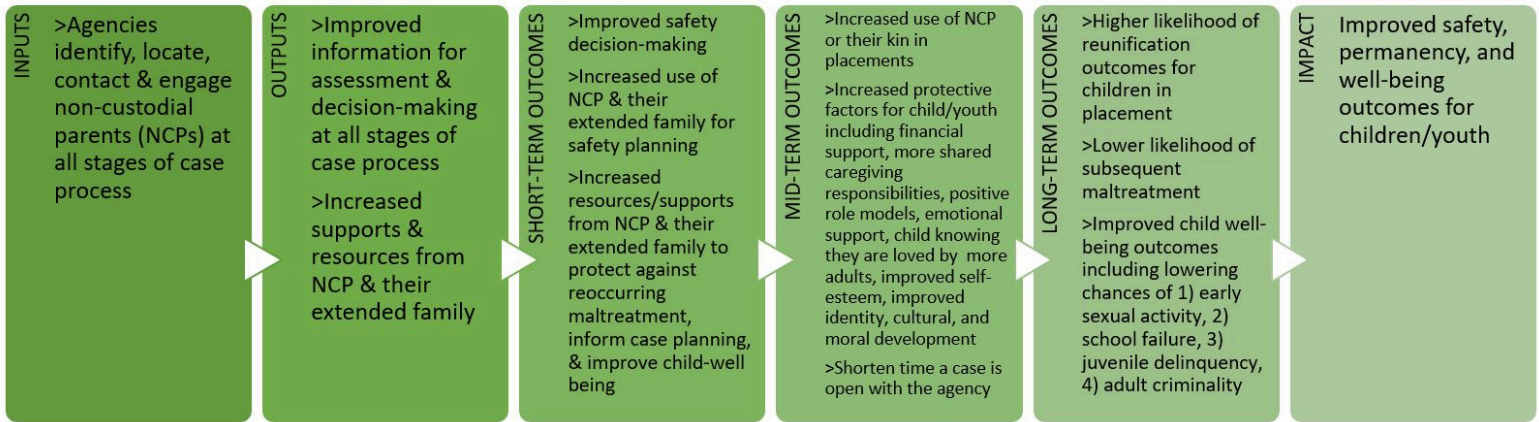 INPUTS
>Agencies
identify, locate,
contact & engage
non-custodial
parents (NCPs) at
all stages of case
process
OUTPUTS
>Improved
information for
assessment &
decision-making
at all stages of
case process
>Increased
supports &
resources from
NCP & their
extended family
SHORT-TERM OUTCOMES
>Improved safety
decision-making
>Increased use of
NCP & their
extended family for
safety planning
>Increased
resources/supports
from NCP & their
extended family to
protect against
reoccurring
maltreatment,
inform case planning,
& improve child-well
being
MID-TERM OUTCOMES
>Increased use of NCP
or their kin in
placements
>Increased protective
factors for child/youth
including financial
support, more shared
caregiving
responsibilities, positive
role models, emotional
support, child knowing
they are loved by more
adults, improved self-
esteem, improved
identity, cultural, and
moral development
>Shorten time a case is
open with the agency
LONG-TERM OUTCOMES
>Higher likelihood of
reunification
outcomes for
children in
placement
>Lower likelihood of
subsequent
maltreatment
>Improved child well-
being outcomes
including lowering
chances of 1) early
sexual activity, 2)
school failure, 3)
juvenile delinquency,
4) adult criminality
IMPACT
Improved safety,
permanency, and
well-being
outcomes for
children/youth